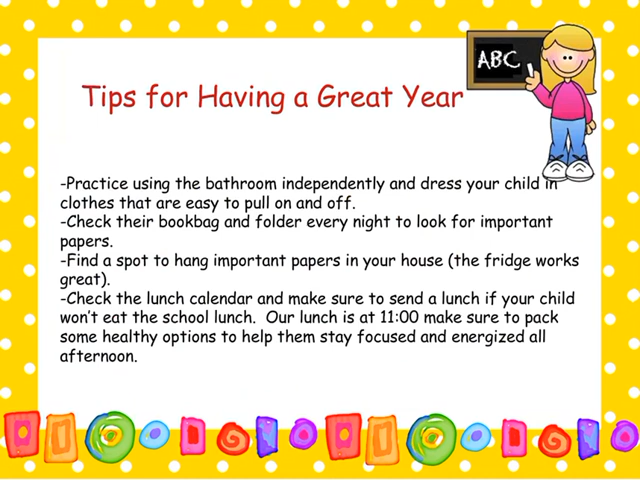 ABC
Tips for Having a Great Year
-Practice using the bathroom independently and dress your child in
clothes that are easy to pull on and off.
-Check their bookbag and folder every night to look for important
papers.
-Find a spot to hang important papers in your house (the fridge works
great).
-Check the lunch calendar and make sure to send a lunch if your child
won't eat the school lunch.  Our lunch is at 11:00 make sure to pack
some healthy options to help them stay focused and energized all
afternoon.